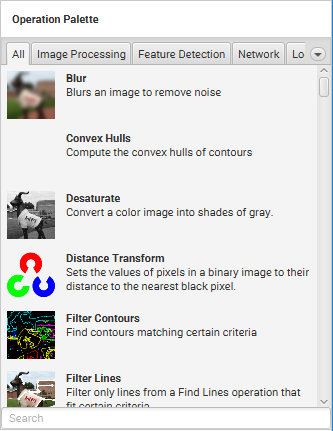 Operation Palette
All Image Processing Feature Detection Network Lo
Blur
Blurs an image to remove noise
Convex Hulls
Compute the convex hulls of contours
Desaturate
Convert a color image into shades of gray.
Distance Transform
Sets the values of pixels in a binary image to their
distance to the nearest black pixel.
Filter Contours
Find contours matching certain criteria
Filter Lines
Filter only lines from a Find Lines operation that
fit certain criteria.
Search